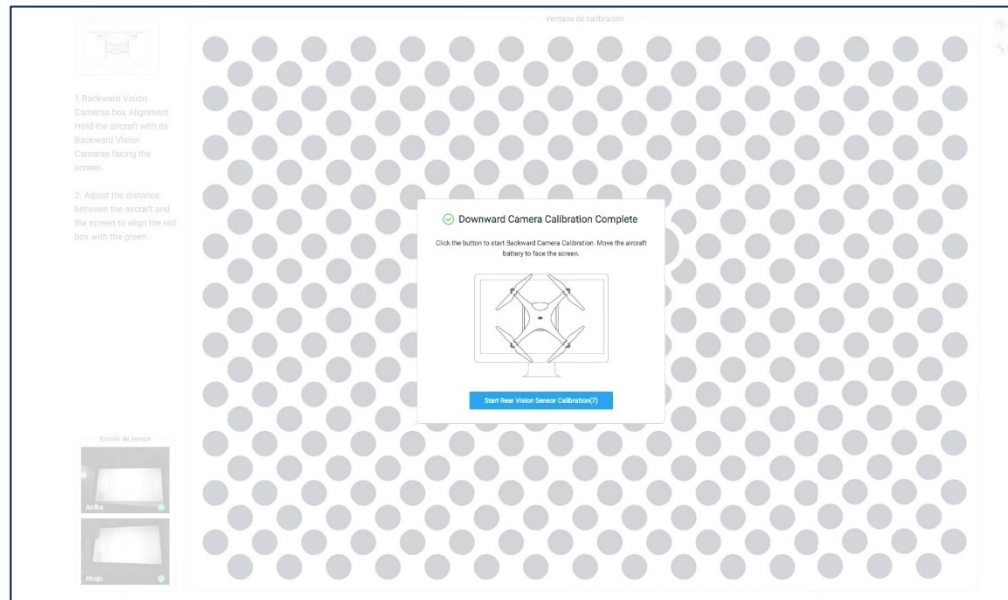 Ventana de calibración
1.Backward Vision
Cameras box Alignment.
Hold the aircraft with its
Backward Vision
Cameras facing the
screen.
2. Adjust the distance
between the aircraft and
the screen to align the red
box with the green.
Downward Camera Calibration Complete
Click the button to start Backward Camera Calibration. Move the aircraft
battery to face the screen.
Start Rear Vision Sensor Calibration(7)
Estado de sensor
Arriba
Abajo